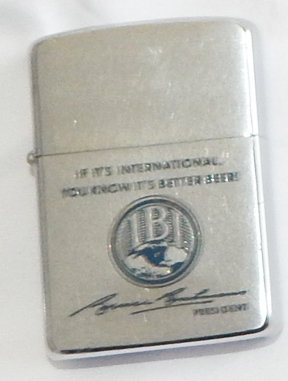 IF IT'S INTERNATIONAL,
YOU KNOW IT'S BETTER BEER!
IBI
PRESIDENT